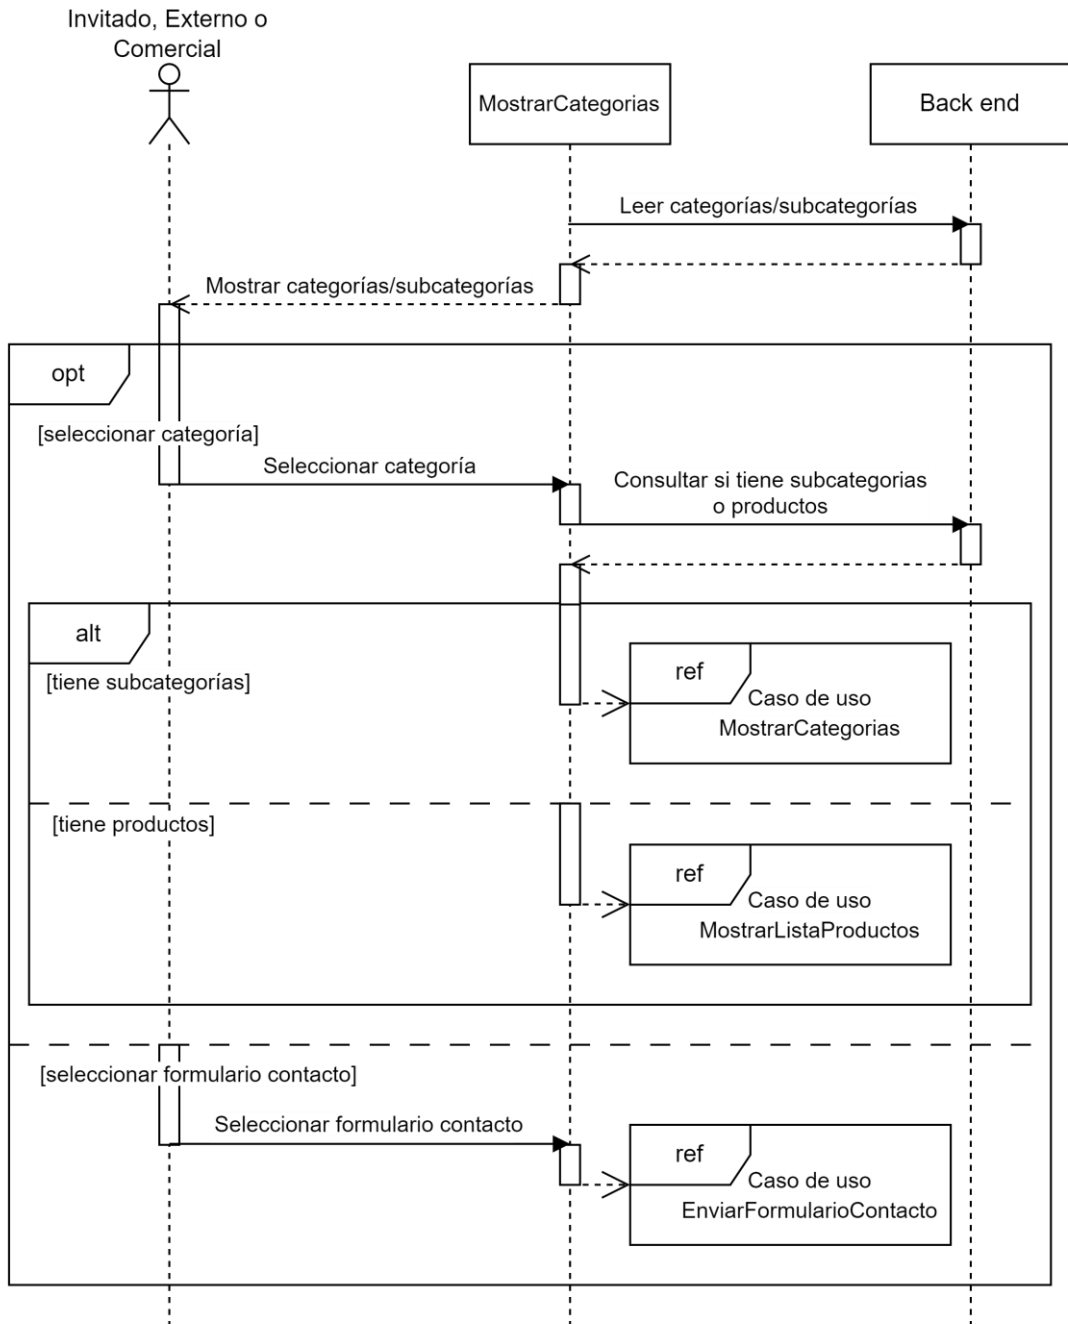 Invitado, Externo o
Comercial
MostrarCategorias
Back end
Leer categorías/subcategorías
Mostrar categorías/subcategorías
opt
[seleccionar categoría]
Seleccionar categoría
Consultar si tiene subcategorias
o productos
alt
[tiene subcategorías]
ref
Caso de uso
MostrarCategorias
[tiene productos]
ref
Caso de uso
MostrarListaProductos
[seleccionar formulario contacto]
Seleccionar formulario contacto
ref
Caso de uso
EnviarFormularioContacto